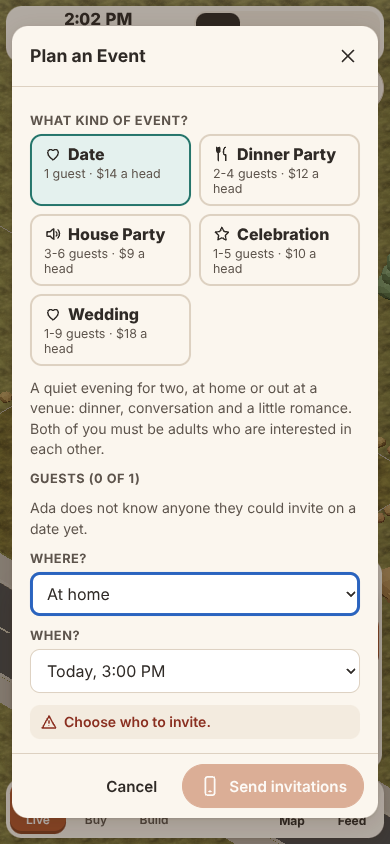 2:02 PM
Plan an Event
WHAT KIND OF EVENT?
Date
1 guest · $14 a head
Dinner Party
2-4 guests · $12 a
head
House Party
3-6 guests · $9 a
head
Celebration
1-5 guests · $10 a
head
Wedding
1-9 guests · $18 a
head
A quiet evening for two, at home or out at a
venue: dinner, conversation and a little romance.
Both of you must be adults who are interested in
each other.
GUESTS (0 OF 1)
Ada does not know anyone they could invite on a
date yet.
WHERE?
At home
WHEN?
Today, 3:00 PM
Choose who to invite.
Cancel
Send invitations
Live
Buy
Build
Map
Feed